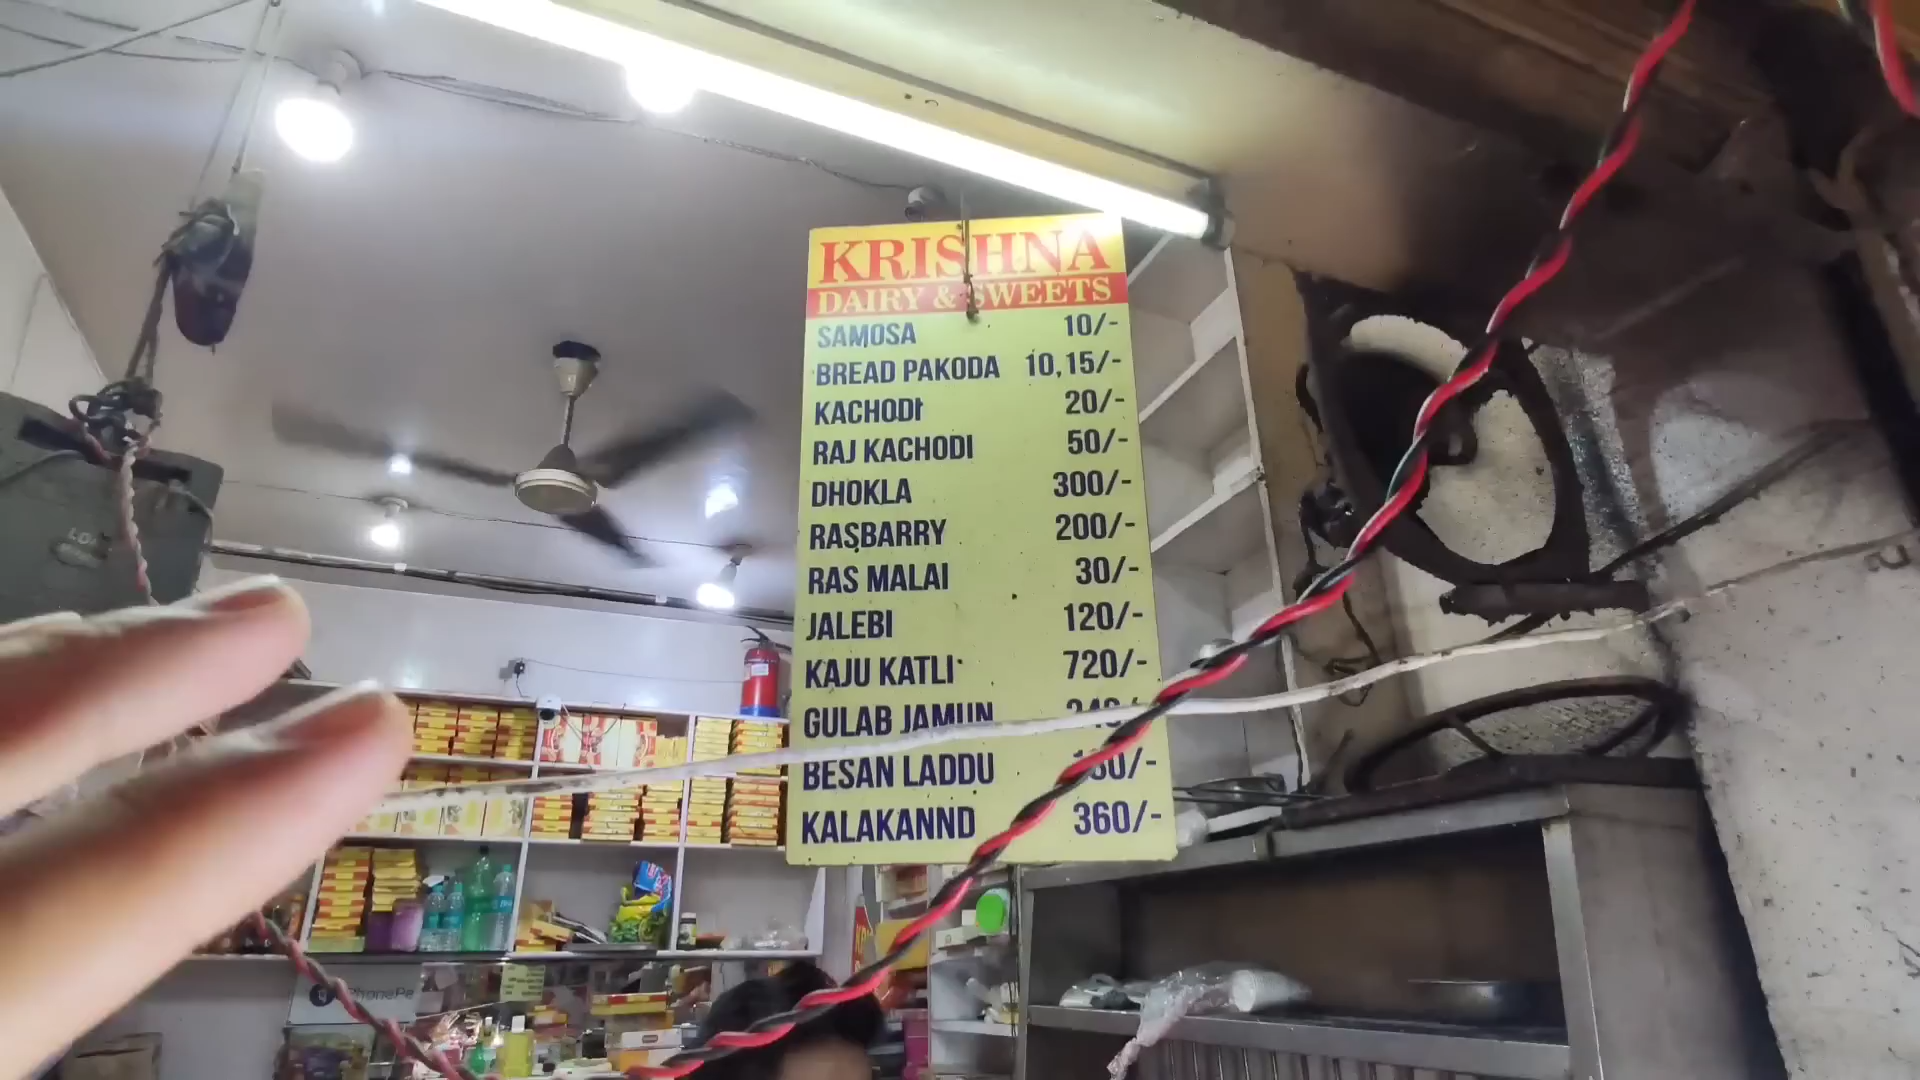 KRISHNA
DAIRY & SWEETS
SAMOSA 10/-
BREAD PAKODA 10,15/-
KACHODI 20/-
RAJ KACHODI 50/-
DHOKLA 300/-
RASBARRY 200/-
RAS MALAI 30/-
JALEBI 120/-
KAJU KATLI 720/-
GULAB JAMUN
BESAN LADDU
KALAKANND 360/-
PhonePe